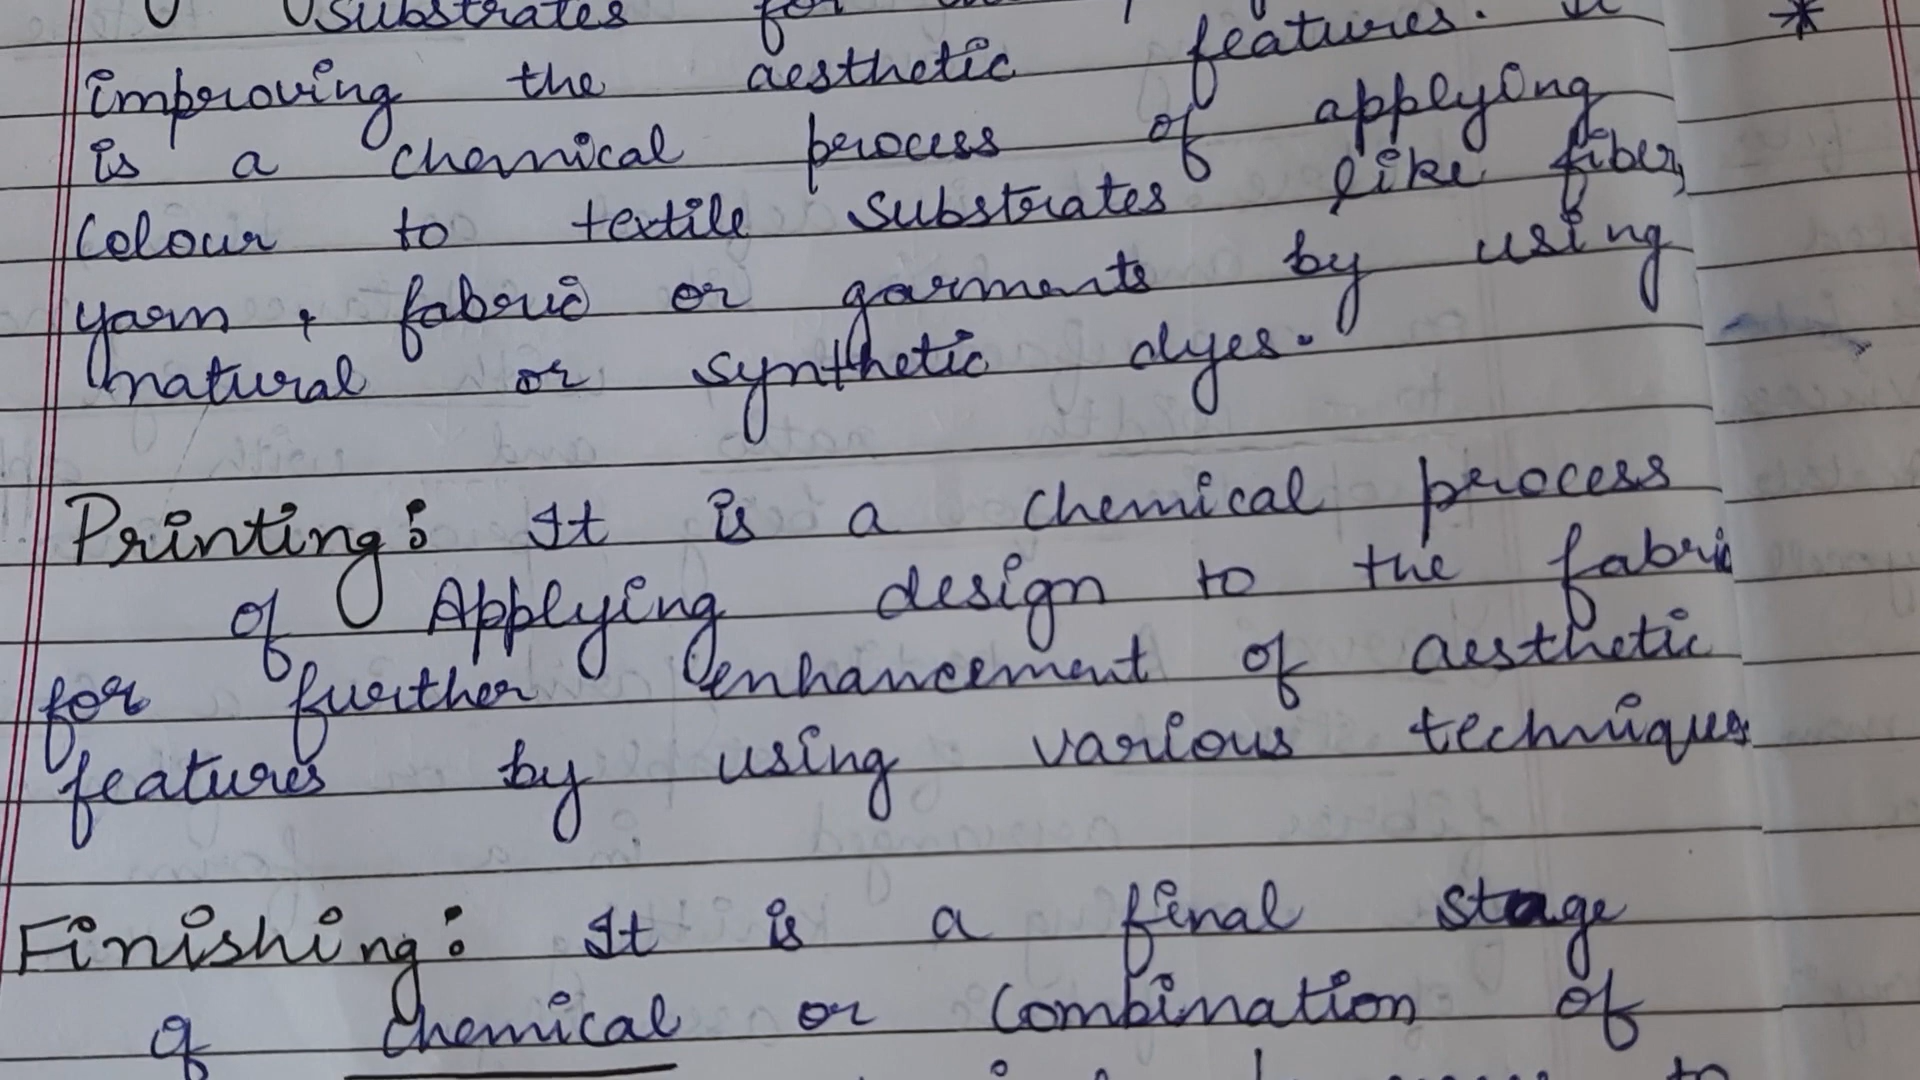 substrates for
improving the aesthetic features. It
is a chemical process of applying
colour to textile substrates like fiber,
yarn, fabric or garments by using
natural or synthetic dyes.
Printing: It is a chemical process
of Applying design to the fabric
for further enhancement of aesthetic
features by using various techniques
Finishing: It is a final stage
of chemical or combination of
to